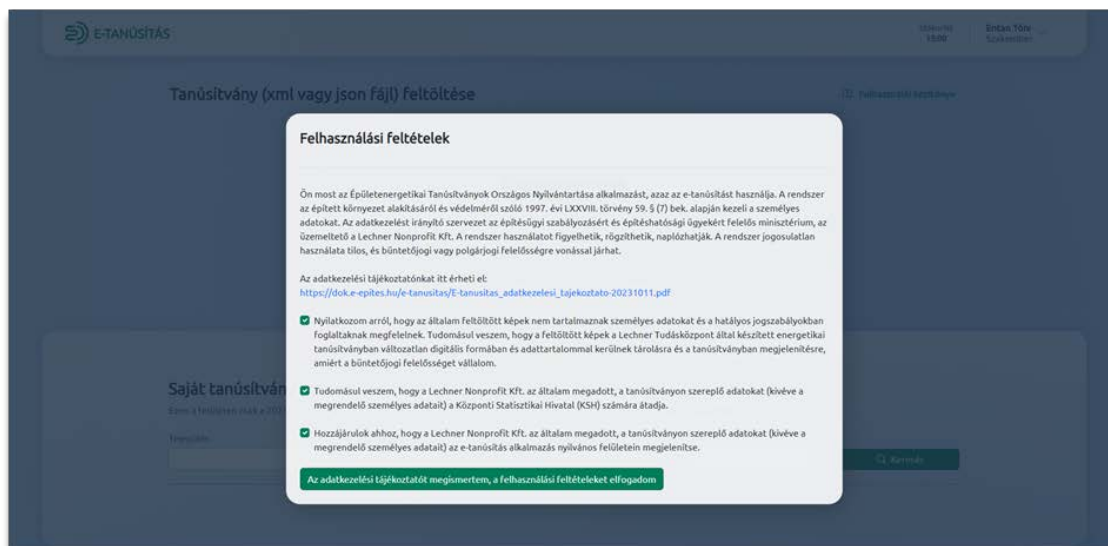 E-TANÚSÍTÁS
15:00
Tanúsítvány (xml vagy json fájl) feltöltése
Felhasználási feltételek
Ön most az Épületenergetikai Tanúsítványok Országos Nyilvántartása alkalmazást, azaz az e-tanúsítást használja. A rendszer
az épített környezet alakításáról és védelméről szóló 1997. évi LXXVIII. törvény 59. § (7) bek. alapján kezeli a személyes
adatokat. Az adatkezelést irányító szervezet az építésügyi szabályozásért és építéshatósági ügyekért felelős minisztérium, az
üzemeltető a Lechner Nonprofit Kft. A rendszer használatot figyelhetik, rögzíthetik, naplózhatják. A rendszer jogosulatlan
használata tilos, és büntetőjogi vagy polgárjogi felelősségre vonással járhat.
Az adatkezelési tájékoztatónkat itt érheti el:
https://dok.e-epites.hu/e-tanusitas/E-tanusitas_adatkezelesi_tajekoztato-20231011.pdf
Nyilatkozom arról, hogy az általam feltöltött képek nem tartalmaznak személyes adatokat és a hatályos jogszabályokban
foglaltaknak megfelelnek. Tudomásul veszem, hogy a feltöltött képek a Lechner Tudásközpont által készített energetikai
tanúsítványban változatlan digitális formában és adattartalommal kerülnek tárolásra és a tanúsítványban megjelenítésre,
amiért a büntetőjogi felelősséget vállalom.
Saját tanúsítván
Tudomásul veszem, hogy a Lechner Nonprofit Kft. az általam megadott, a tanúsítványon szereplő adatokat (kivéve a
megrendelő személyes adatait) a Központi Statisztikai Hivatal (KSH) számára átadja.
Hozzájárulok ahhoz, hogy a Lechner Nonprofit Kft. az általam megadott, a tanúsítványon szereplő adatokat (kivéve a
megrendelő személyes adatait) az e-tanúsítás alkalmazás nyilvános felületein megjelenítse.
Keresés
Az adatkezelési tájékoztatót megismertem, a felhasználási feltételeket elfogadom